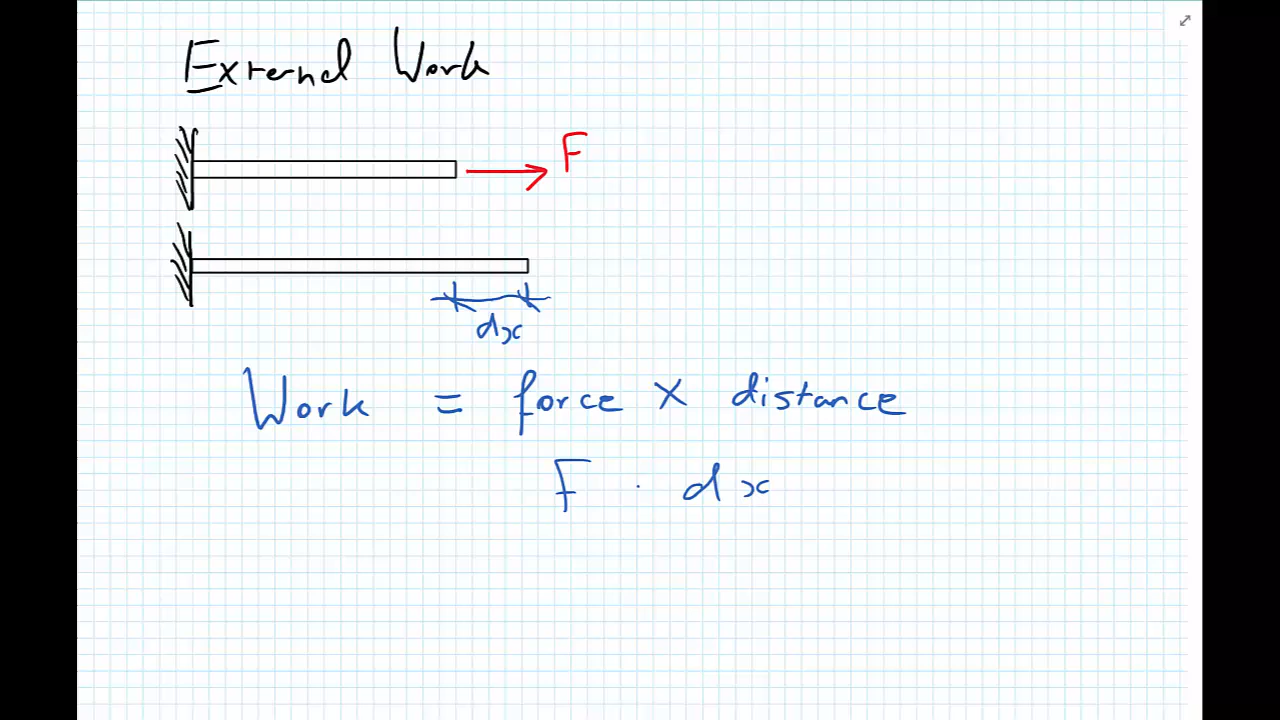 External Work
F
dx
Work = force X distance
F · dx